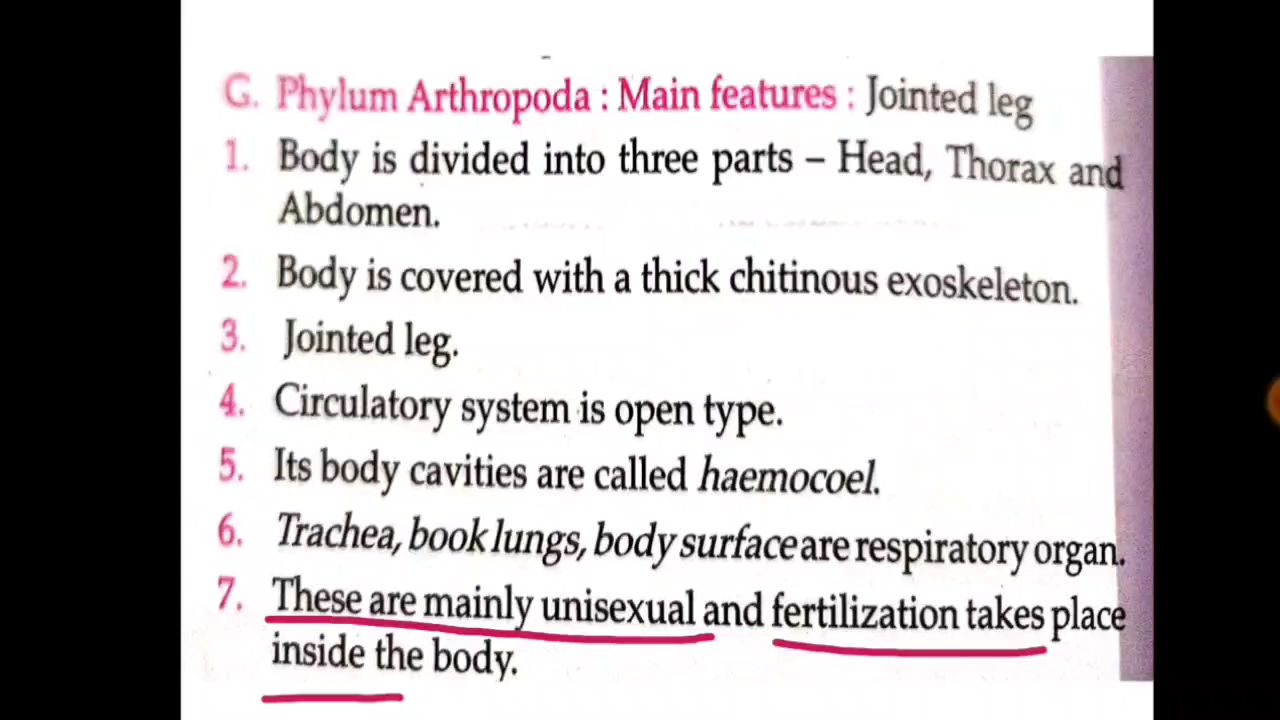 G. Phylum Arthropoda : Main features : Jointed leg
1. Body is divided into three parts – Head, Thorax and
Abdomen.
2. Body is covered with a thick chitinous exoskeleton.
3. Jointed leg.
4. Circulatory system is open type.
5. Its body cavities are called haemocoel.
6. Trachea, book lungs, body surface are respiratory organ.
7. These are mainly unisexual and fertilization takes place
inside the body.